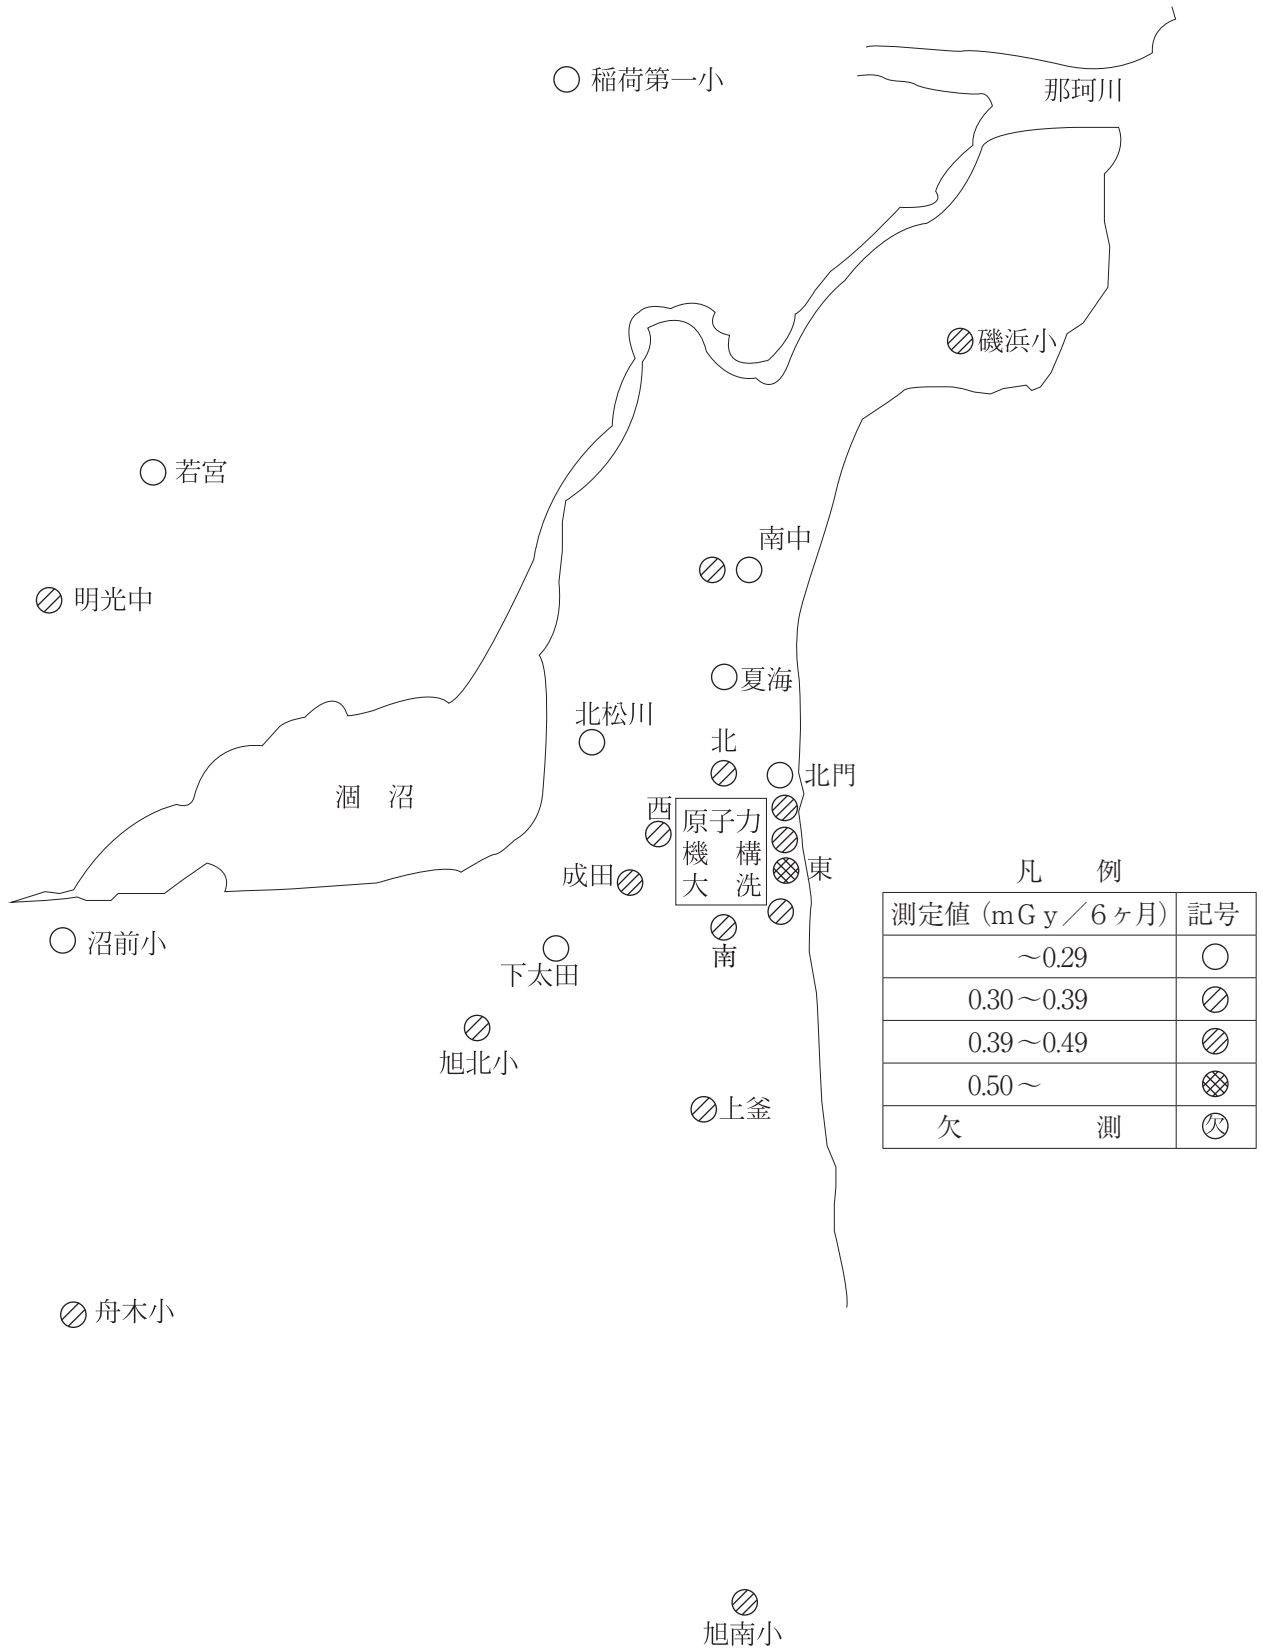 稲荷第一小
那珂川
磯浜小
若宮
南中
明光中
夏海
北松川
北
北門
涸 沼
西
原子力
機 構
大 洗
成田
東
南
沼前小
下太田
旭北小
上釜
舟木小
旭南小
凡 例
測定値(mGy/6ヶ月) 記号
~0.29
0.30~0.39
0.39~0.49
0.50~
欠 測 欠